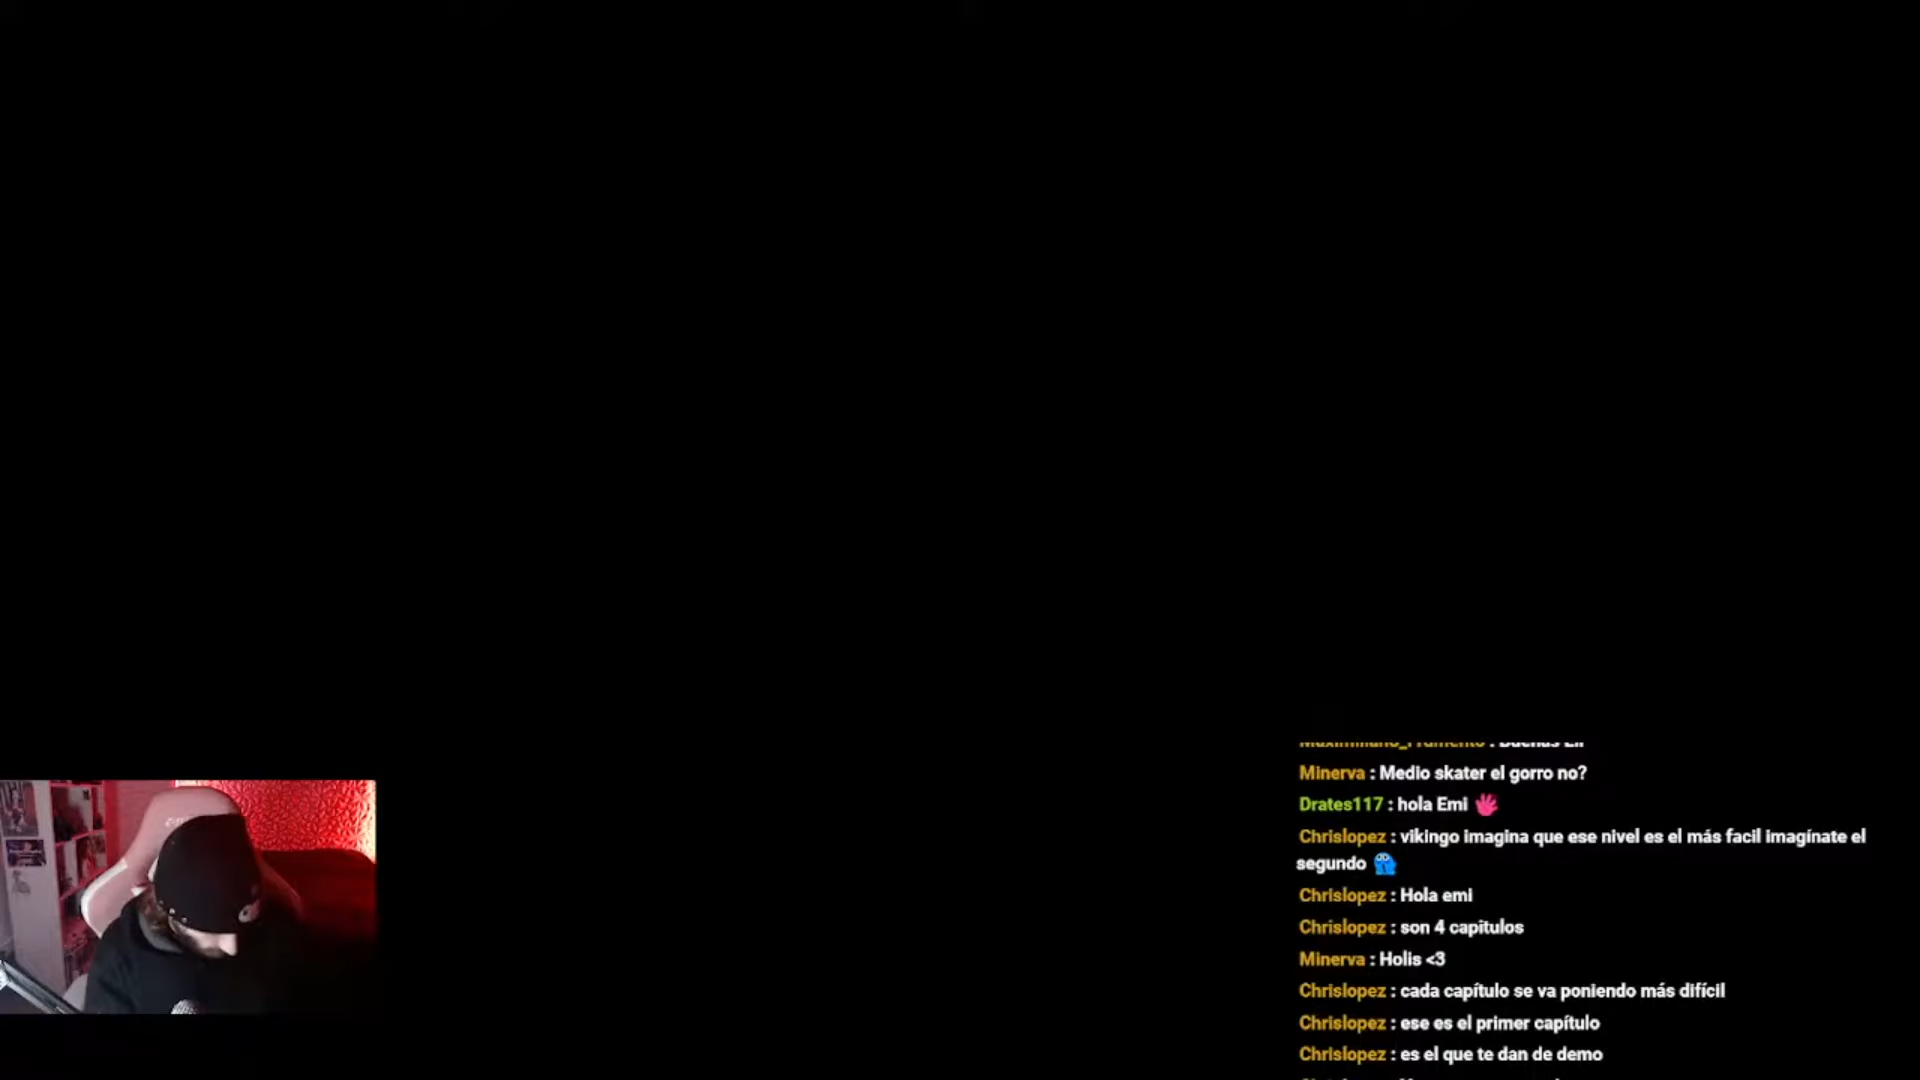 Minerva : Medio skater el gorro no?
Drates117 : hola Emi
Chrislopez : vikingo imagina que ese nivel es el más facil imagínate el
segundo
Chrislopez : Hola emi
Chrislopez : son 4 capitulos
Minerva : Holis <3
Chrislopez : cada capítulo se va poniendo más difícil
Chrislopez : ese es el primer capítulo
Chrislopez : es el que te dan de demo